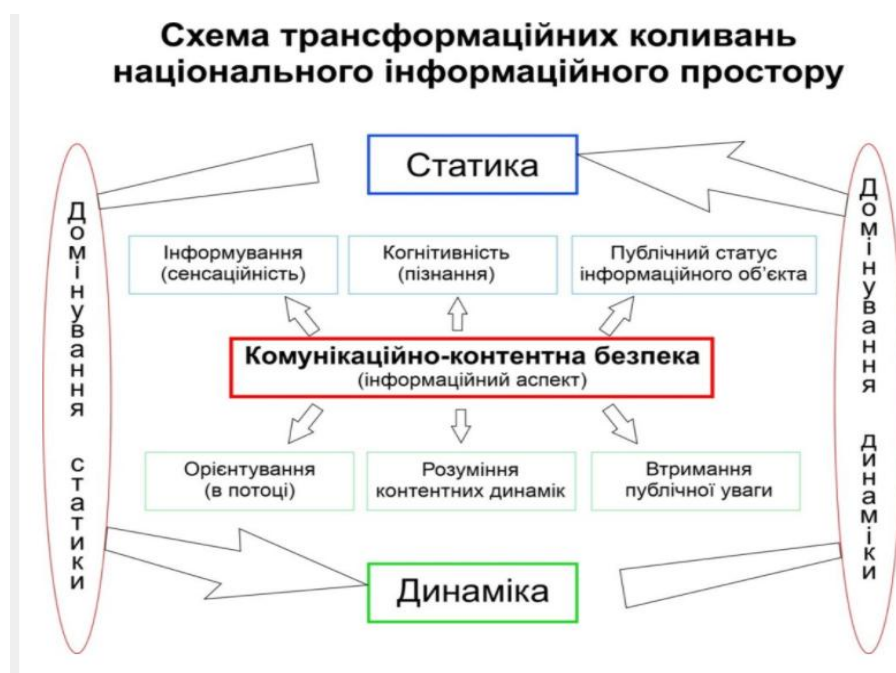 Схема трансформаційних коливань
національного інформаційного простору
Статика
Домінування статики
Домінування динаміки
Інформування
(сенсаційність)
Когнітивність
(пізнання)
Публічний статус
інформаційного об’єкта
Комунікаційно-контентна безпека
(інформаційний аспект)
Орієнтування
(в потоці)
Розуміння
контентних динамік
Втримання
публічної уваги
Динаміка